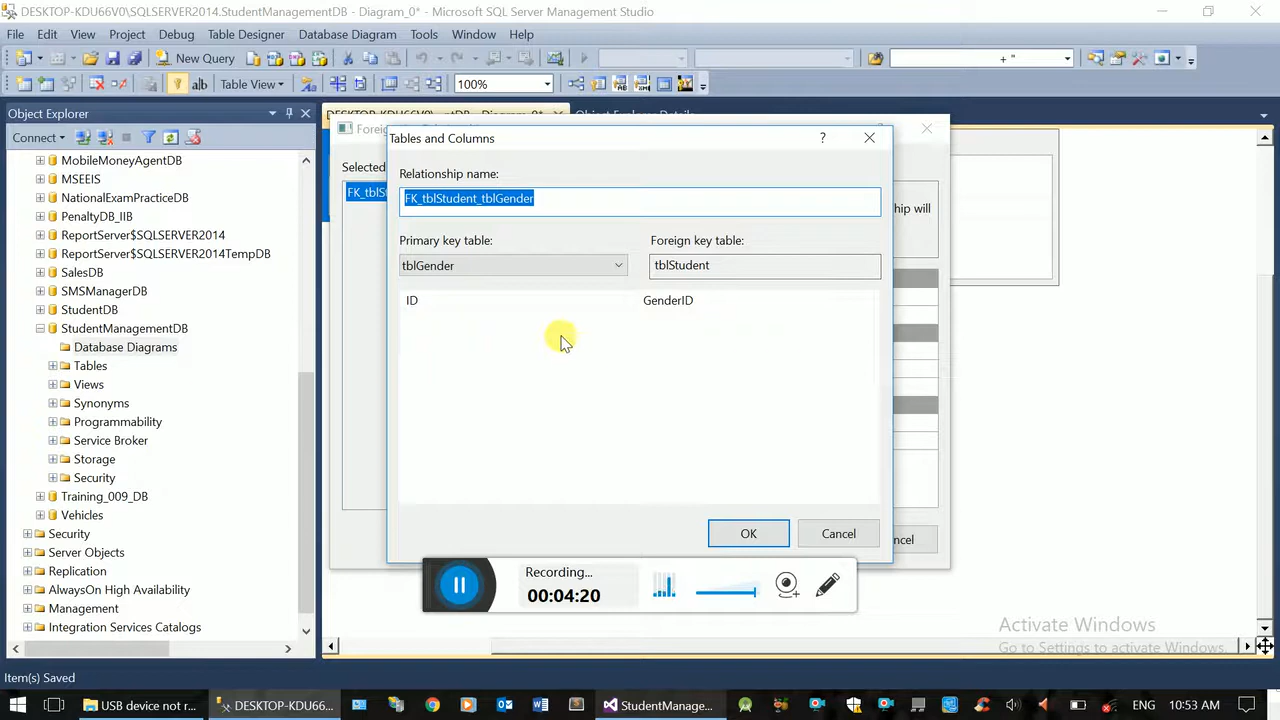 DESKTOP-KDU66V0\SQLSERVER2014.StudentManagementDB - Diagram_0* - Microsoft SQL Server Management Studio
File Edit View Project Debug Table Designer Database Diagram Tools Window Help
New Query
Table View 100%
Object Explorer
Connect
MobileMoneyAgentDB
MSEEIS
NationalExamPracticeDB
PenaltyDB_IIB
ReportServer$SQLSERVER2014
ReportServer$SQLSERVER2014TempDB
SalesDB
SMSManagerDB
StudentDB
StudentManagementDB
Database Diagrams
Tables
Views
Synonyms
Programmability
Service Broker
Storage
Security
Training_009_DB
Vehicles
Security
Server Objects
Replication
AlwaysOn High Availability
Management
Integration Services Catalogs
Selected
FK_tblSt
hip will
ncel
Tables and Columns
?
Relationship name:
FK_tblStudent_tblGender
Primary key table: Foreign key table:
tblGender tblStudent
ID GenderID
OK Cancel
Recording...
00:04:20
Activate Windows
Go to Settings to activate Windows.
Item(s) Saved
USB device not r... DESKTOP-KDU66... StudentManage... ENG 10:53 AM